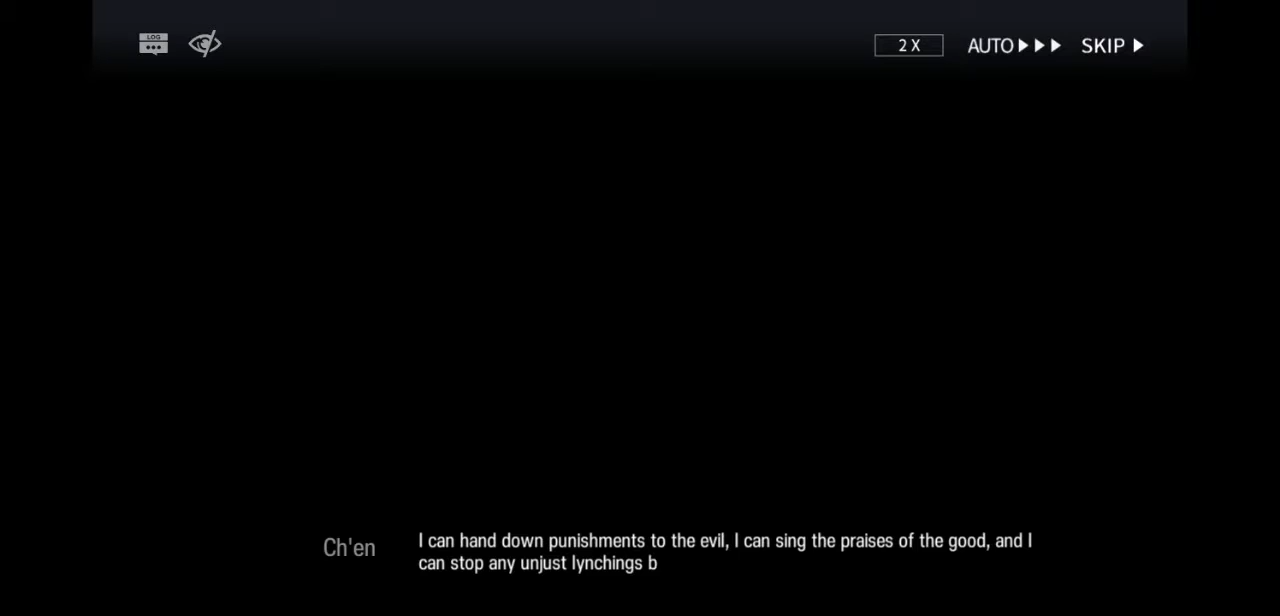 LOG
2 X AUTO SKIP
Ch'en
I can hand down punishments to the evil, I can sing the praises of the good, and I
can stop any unjust lynchings b